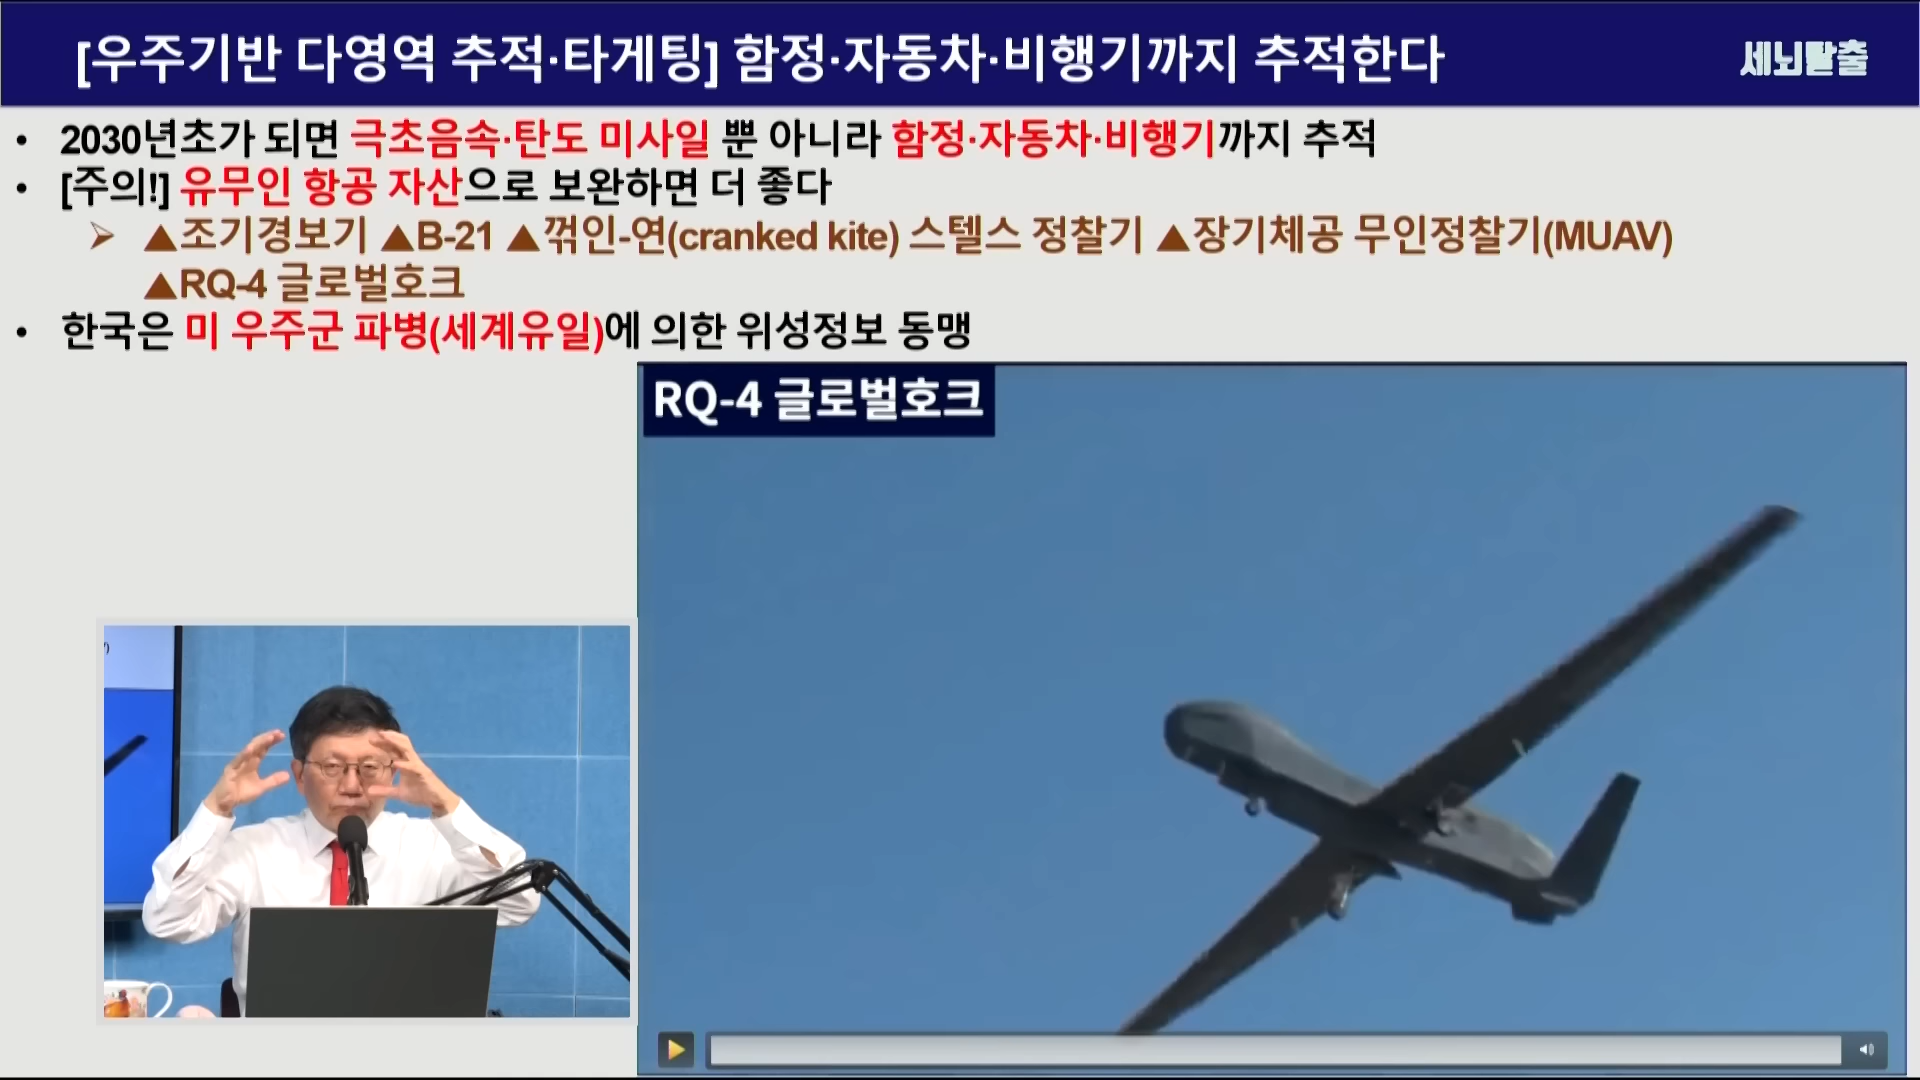 [우주기반 다영역 추적·타게팅] 함정·자동차·비행기까지 추적한다
세뇌탈출
• 2030년초가 되면 극초음속·탄도 미사일 뿐 아니라 함정·자동차·비행기까지 추적
• [주의!] 유무인 항공 자산으로 보완하면 더 좋다
➢ ▲조기경보기 ▲B-21 ▲꺾인-연(cranked kite) 스텔스 정찰기 ▲장기체공 무인정찰기(MUAV)
▲RQ-4 글로벌호크
• 한국은 미 우주군 파병(세계유일)에 의한 위성정보 동맹
RQ-4 글로벌호크